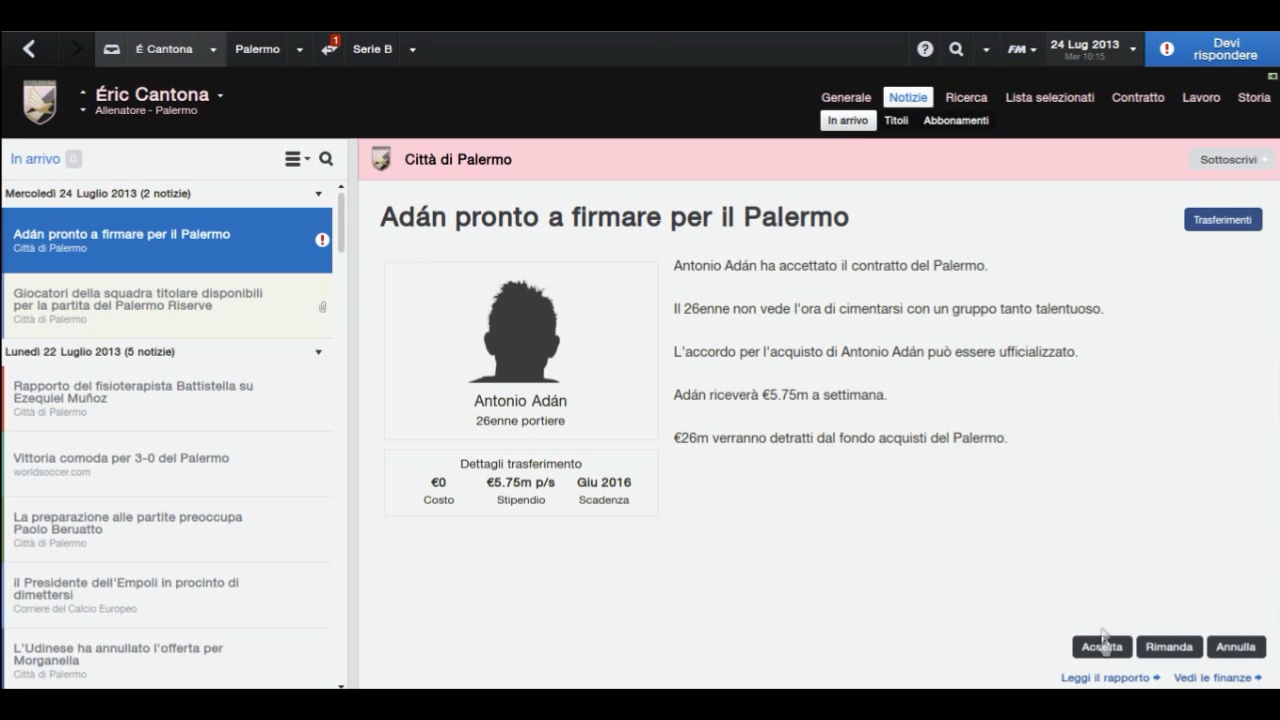 É Cantona
Palermo
1
Serie B
?
FM
24 Lug 2013
Mer 10:15
Devi rispondere
Éric Cantona
Allenatore - Palermo
Generale Notizie Ricerca Lista selezionati Contratto Lavoro Storia
In arrivo Titoli Abbonamenti
In arrivo 0
Mercoledì 24 Luglio 2013 (2 notizie)
Adán pronto a firmare per il Palermo
Città di Palermo
Giocatori della squadra titolare disponibili
per la partita del Palermo Riserve
Città di Palermo
Lunedì 22 Luglio 2013 (5 notizie)
Rapporto del fisioterapista Battistella su
Ezequiel Muñoz
Città di Palermo
Vittoria comoda per 3-0 del Palermo
worldsoccer.com
La preparazione alle partite preoccupa
Paolo Beruatto
Città di Palermo
il Presidente dell'Empoli in procinto di
dimettersi
Corriere del Calcio Europeo
L'Udinese ha annullato l'offerta per
Morganella
Città di Palermo
Città di Palermo
Sottoscrivi
Adán pronto a firmare per il Palermo
Trasferimenti
Antonio Adán
26enne portiere
Dettagli trasferimento
€0 €5.75m p/s Giu 2016
Costo Stipendio Scadenza
Antonio Adán ha accettato il contratto del Palermo.
Il 26enne non vede l'ora di cimentarsi con un gruppo tanto talentuoso.
L'accordo per l'acquisto di Antonio Adán può essere ufficializzato.
Adán riceverà €5.75m a settimana.
€26m verranno detratti dal fondo acquisti del Palermo.
Accetta Rimanda Annulla
Leggi il rapporto Vedi le finanze